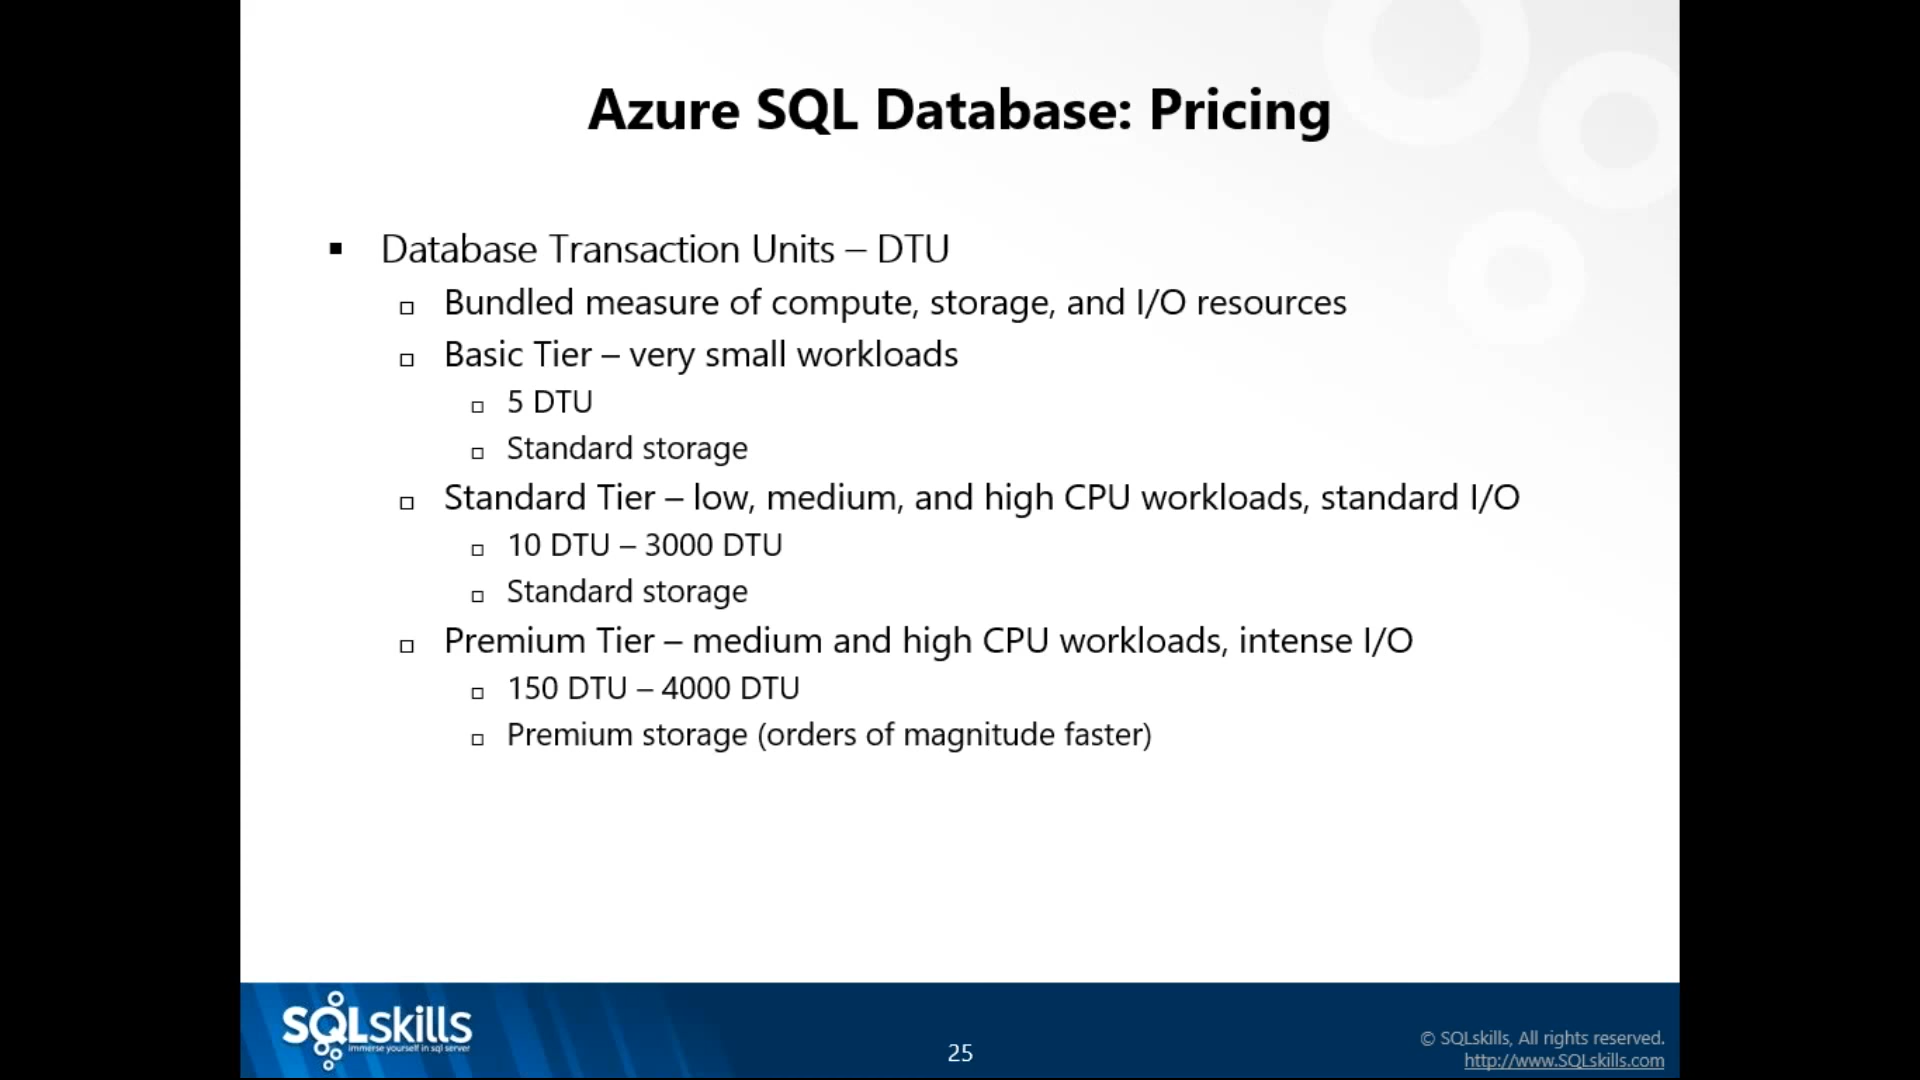 Azure SQL Database: Pricing
Database Transaction Units – DTU
Bundled measure of compute, storage, and I/O resources
Basic Tier – very small workloads
5 DTU
Standard storage
Standard Tier – low, medium, and high CPU workloads, standard I/O
10 DTU – 3000 DTU
Standard storage
Premium Tier – medium and high CPU workloads, intense I/O
150 DTU – 4000 DTU
Premium storage (orders of magnitude faster)
SQLskills
immerse yourself in sql server
25
© SQLskills, All rights reserved.
http://www.SQLskills.com